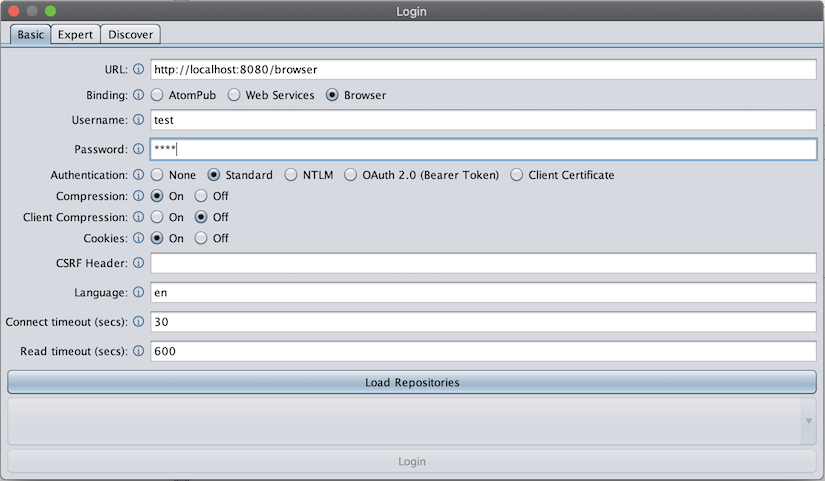 Login
Basic Expert Discover
URL: http://localhost:8080/browser
Binding: AtomPub Web Services Browser
Username: test
Password: ****
Authentication: None Standard NTLM OAuth 2.0 (Bearer Token) Client Certificate
Compression: On Off
Client Compression: On Off
Cookies: On Off
CSRF Header:
Language: en
Connect timeout (secs): 30
Read timeout (secs): 600
Load Repositories
Login